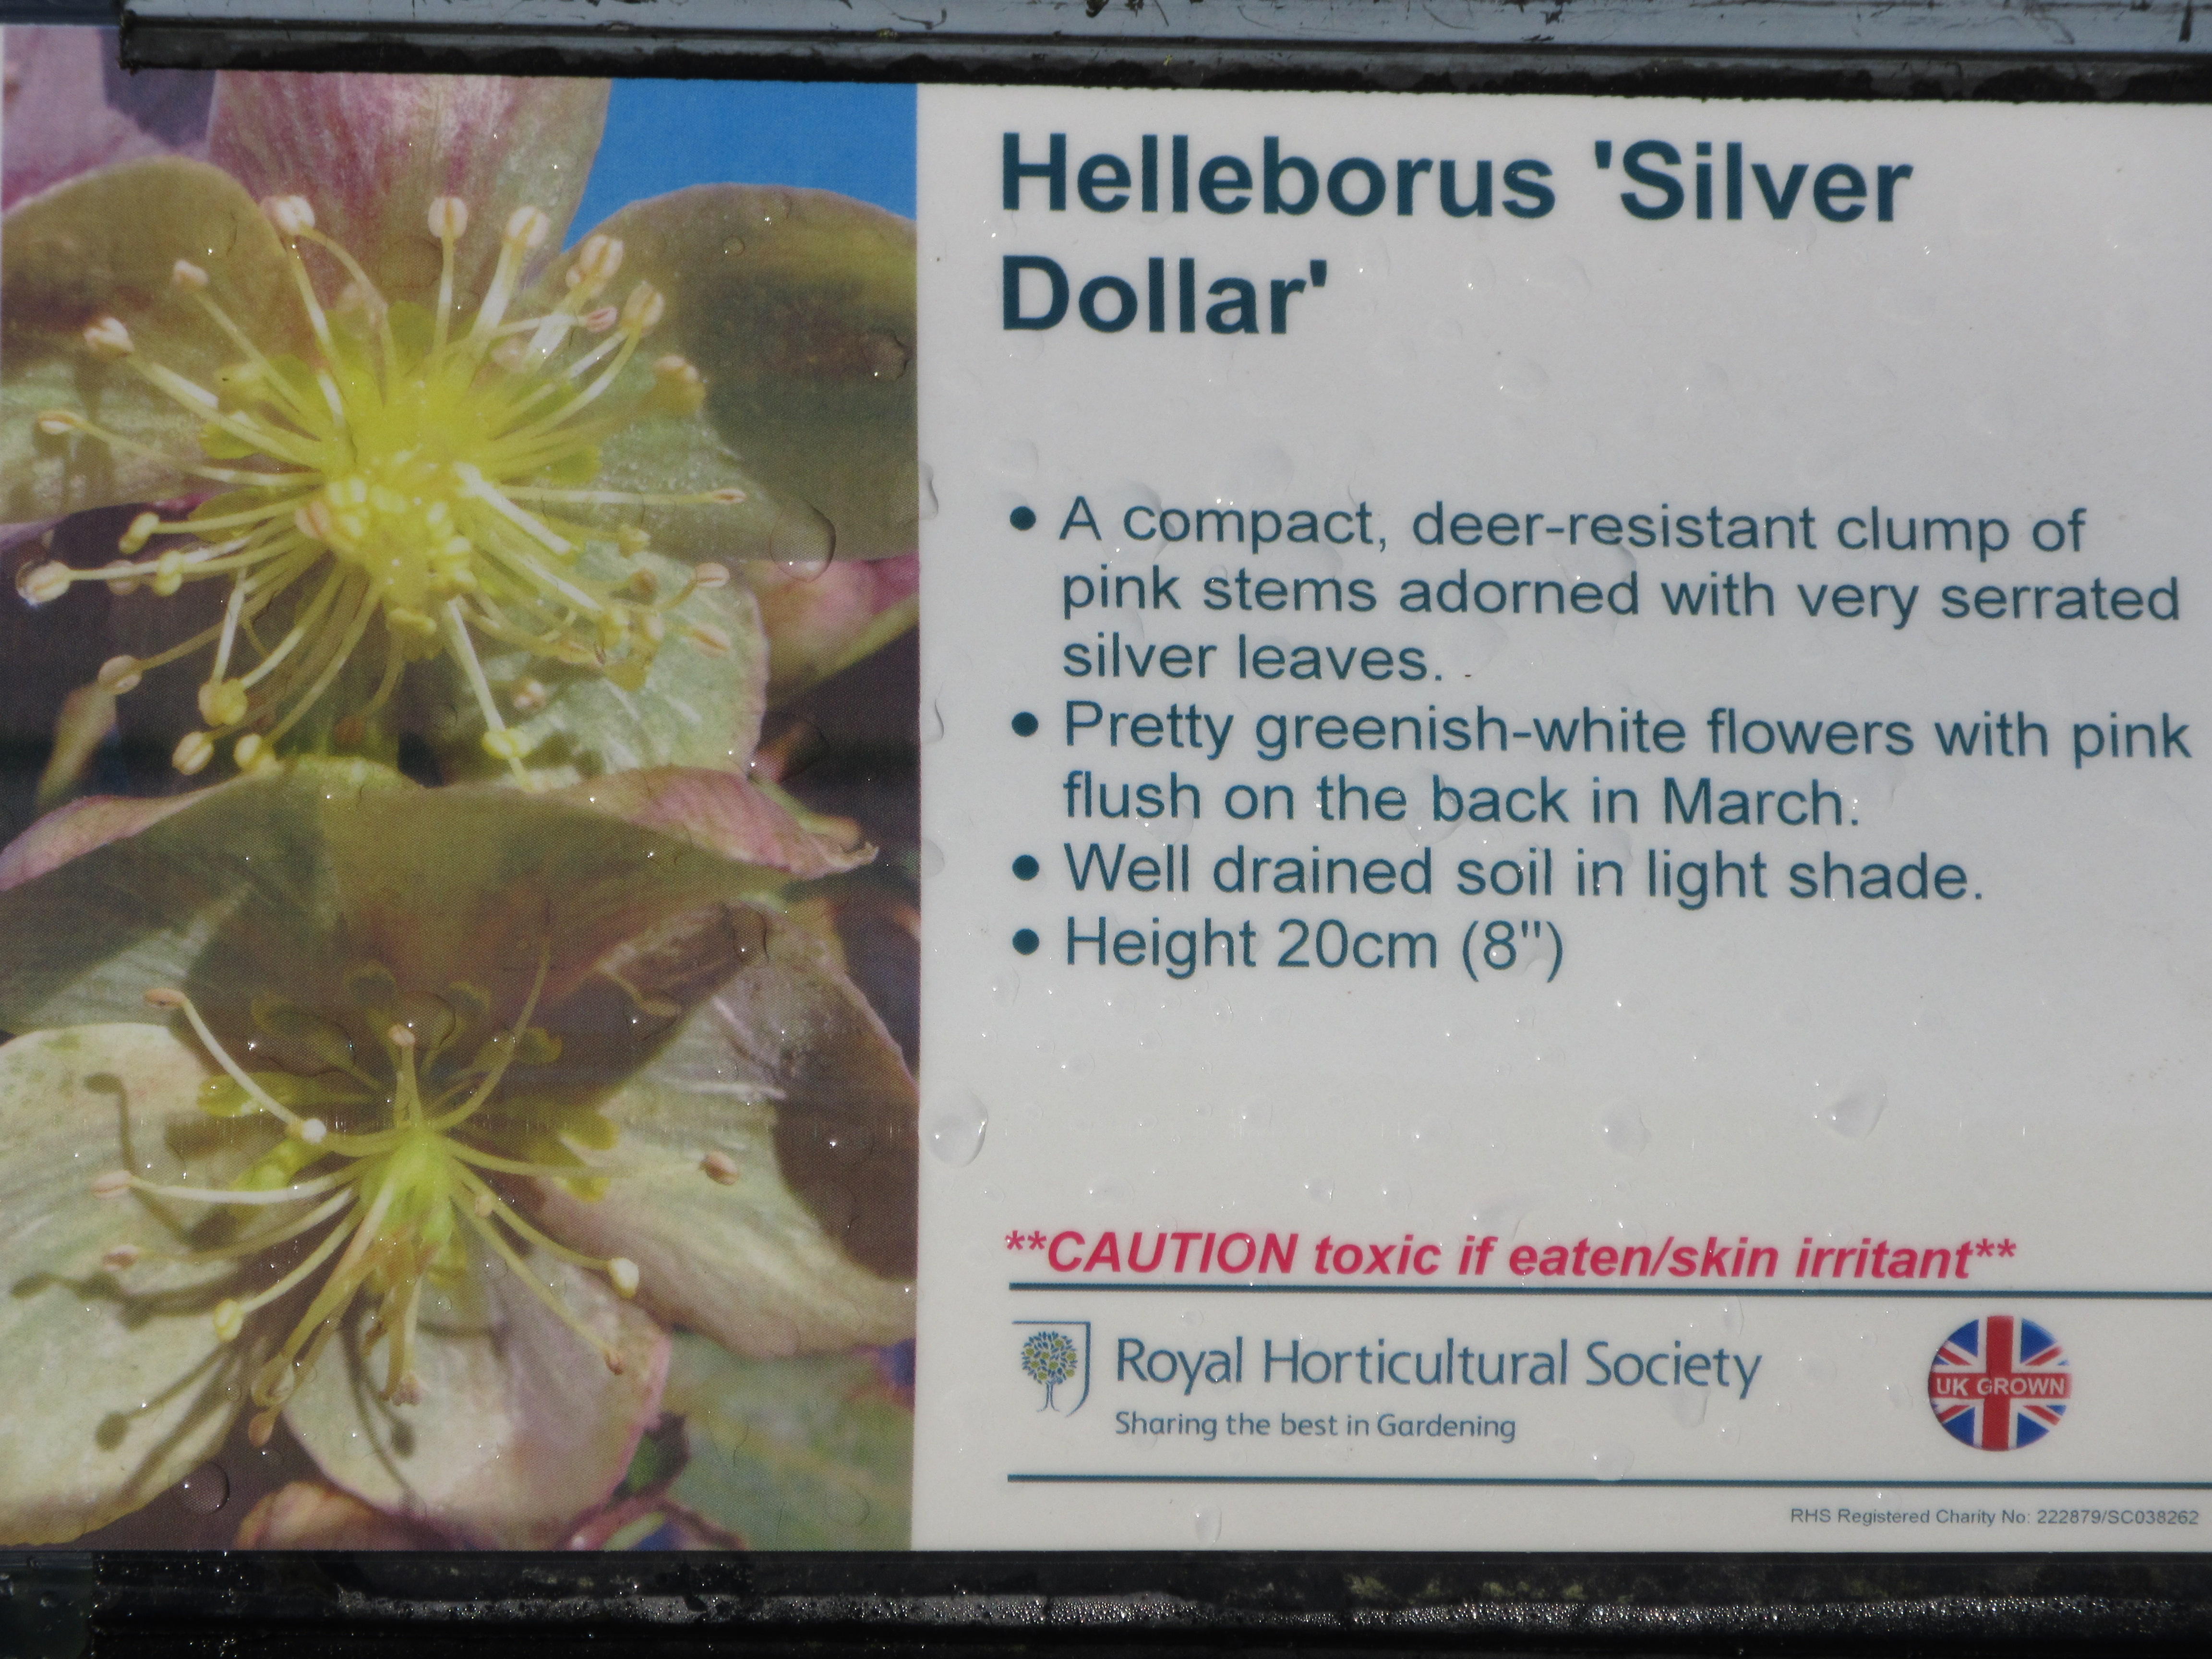 Helleborus 'Silver
Dollar'
• A compact, deer-resistant clump of
pink stems adorned with very serrated
silver leaves.
• Pretty greenish-white flowers with pink
flush on the back in March.
• Well drained soil in light shade.
• Height 20cm (8")
**CAUTION toxic if eaten/skin irritant**
Royal Horticultural Society
Sharing the best in Gardening
UK GROWN
RHS Registered Charity No: 222879/SC038262